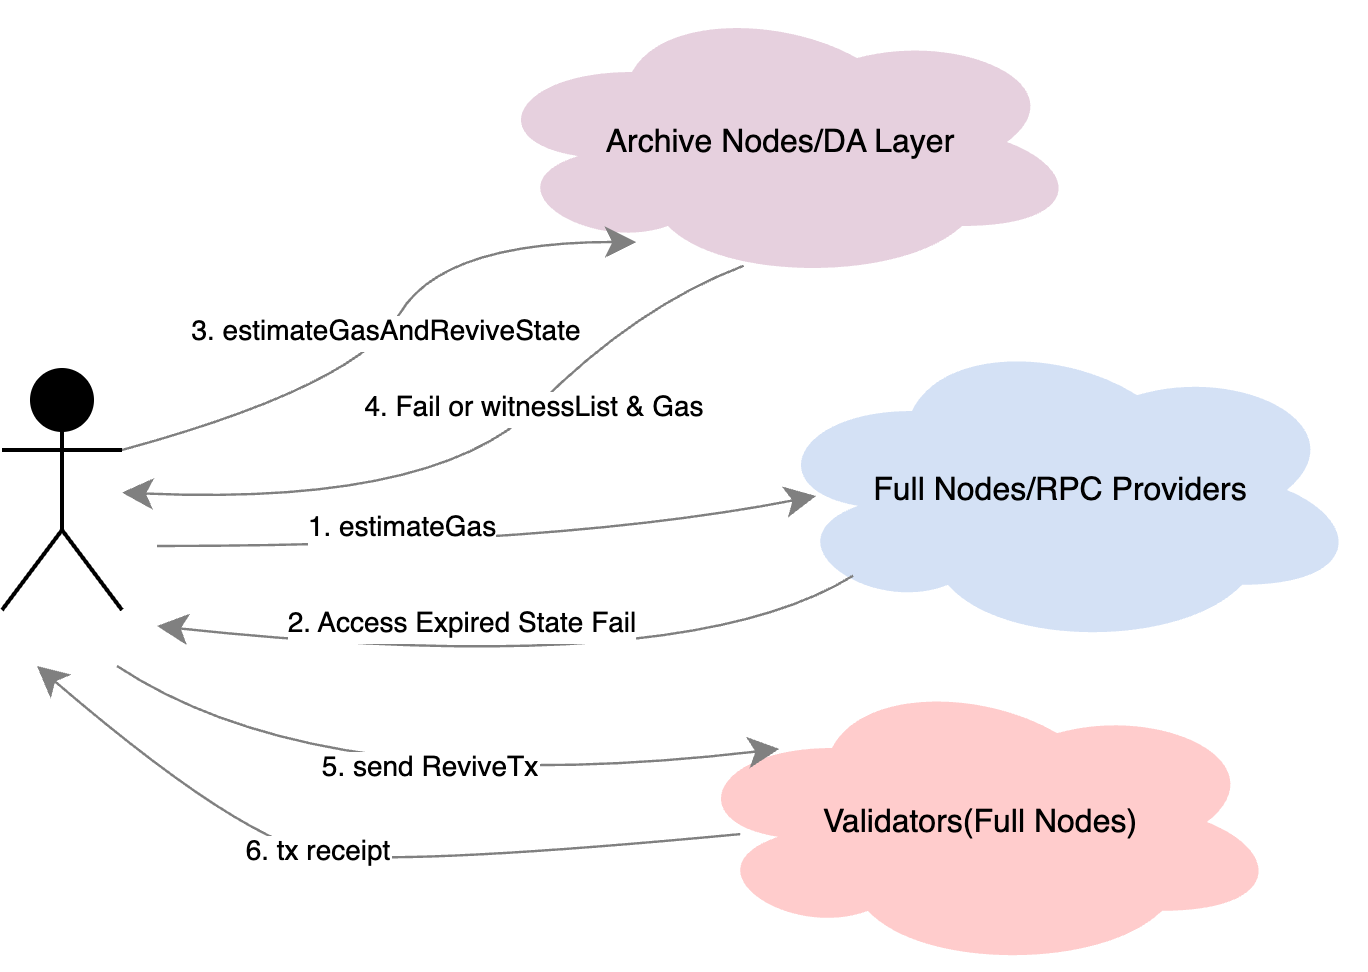 Archive Nodes/DA Layer
3. estimateGasAndReviveState
4. Fail or witnessList & Gas
Full Nodes/RPC Providers
1. estimateGas
2. Access Expired State Fail
5. send ReviveTx
Validators(Full Nodes)
6. tx receipt